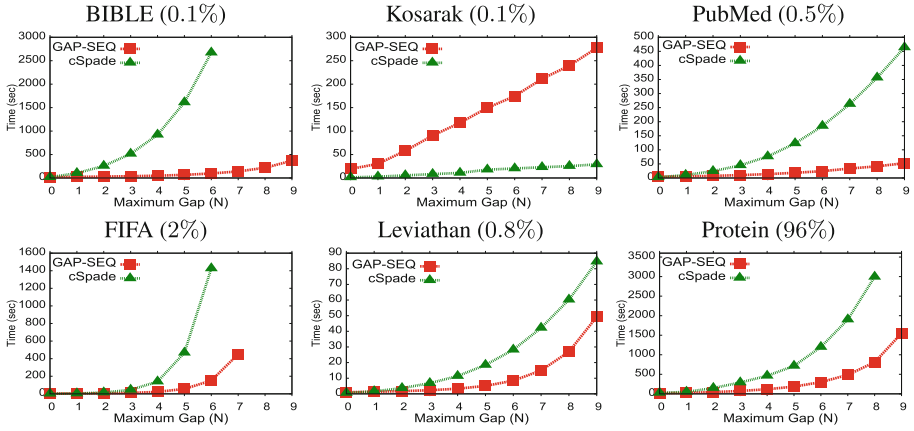 BIBLE (0.1%)
Kosarak (0.1%)
PubMed (0.5%)
3000
2500
2000
1500
1000
500
0
Time (sec)
GAP-SEQ
cSpade
0 1 2 3 4 5 6 7 8 9
Maximum Gap (N)
300
250
200
150
100
50
0
Time (sec)
GAP-SEQ
cSpade
0 1 2 3 4 5 6 7 8 9
Maximum Gap (N)
500
450
400
350
300
250
200
150
100
50
0
Time (sec)
GAP-SEQ
cSpade
0 1 2 3 4 5 6 7 8 9
Maximum Gap (N)
FIFA (2%)
Leviathan (0.8%)
Protein (96%)
1600
1400
1200
1000
800
600
400
200
0
Time (sec)
GAP-SEQ
cSpade
0 1 2 3 4 5 6 7 8 9
Maximum Gap (N)
90
80
70
60
50
40
30
20
10
0
Time (sec)
GAP-SEQ
cSpade
0 1 2 3 4 5 6 7 8 9
Maximum Gap (N)
3500
3000
2500
2000
1500
1000
500
0
Time (sec)
GAP-SEQ
cSpade
0 1 2 3 4 5 6 7 8 9
Maximum Gap (N)